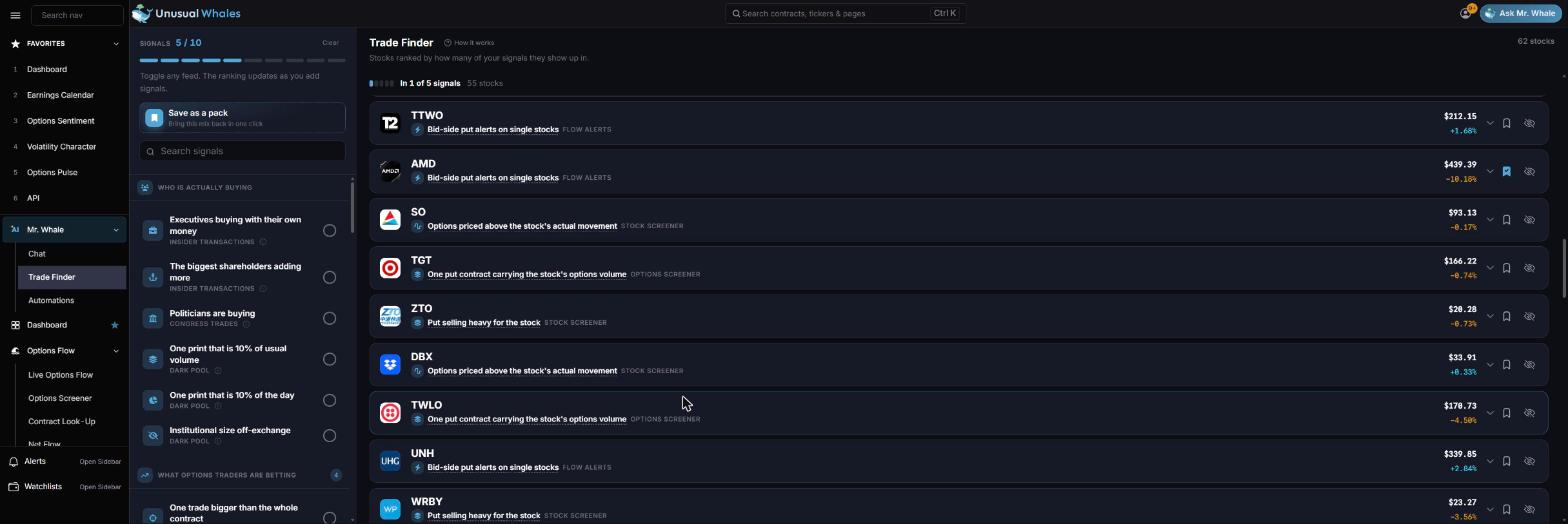 Search nav
Unusual Whales
Search contracts, tickers & pages
Ctrl K
9+
Ask Mr. Whale
FAVORITES
1 Dashboard
2 Earnings Calendar
3 Options Sentiment
4 Volatility Character
5 Options Pulse
6 API
AI Mr. Whale
Chat
Trade Finder
Automations
Dashboard
Options Flow
Live Options Flow
Options Screener
Contract Look-Up
Net Flow
Alerts Open Sidebar
Watchlists Open Sidebar
SIGNALS 5 / 10 Clear
Toggle any feed. The ranking updates as you add
signals.
Save as a pack
Bring this mix back in one click
Search signals
WHO IS ACTUALLY BUYING
Executives buying with their own
money
INSIDER TRANSACTIONS
The biggest shareholders adding
more
INSIDER TRANSACTIONS
Politicians are buying
CONGRESS TRADES
One print that is 10% of usual
volume
DARK POOL
One print that is 10% of the day
DARK POOL
Institutional size off-exchange
DARK POOL
WHAT OPTIONS TRADERS ARE BETTING 4
One trade bigger than the whole
contract
Trade Finder How it works
62 stocks
Stocks ranked by how many of your signals they show up in.
In 1 of 5 signals 55 stocks
T2
TTWO
Bid-side put alerts on single stocks FLOW ALERTS
$212.15
+1.68%
AMD
AMD
Bid-side put alerts on single stocks FLOW ALERTS
$439.39
-10.18%
SO
Options priced above the stock's actual movement STOCK SCREENER
$93.13
-0.17%
TGT
One put contract carrying the stock's options volume OPTIONS SCREENER
$166.22
-0.74%
ZTO
ZTO
Put selling heavy for the stock STOCK SCREENER
$20.28
-0.73%
DBX
Options priced above the stock's actual movement STOCK SCREENER
$33.91
+0.33%
TWLO
One put contract carrying the stock's options volume OPTIONS SCREENER
$170.73
-4.50%
UHG
UNH
Bid-side put alerts on single stocks FLOW ALERTS
$339.85
+2.84%
WP
WRBY
Put selling heavy for the stock STOCK SCREENER
$23.27
-3.56%